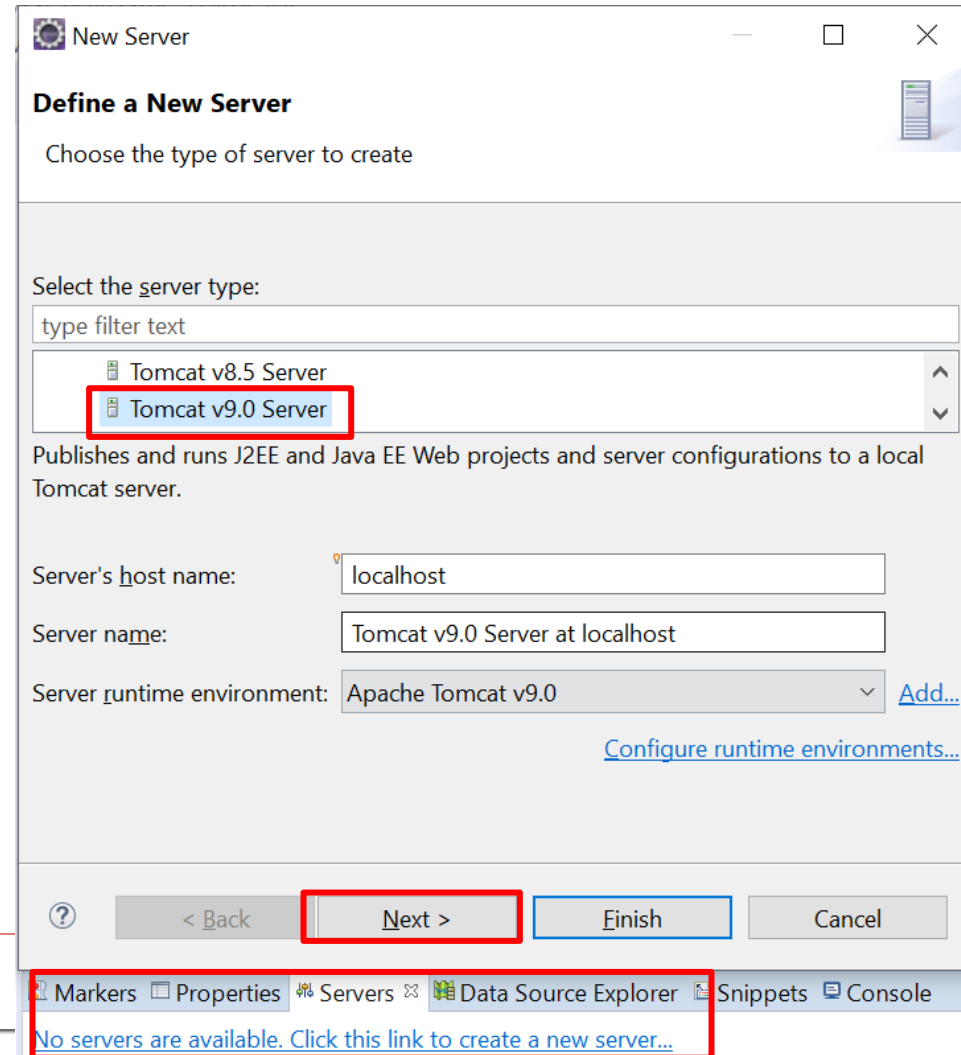 New Server
Define a New Server
Choose the type of server to create
Select the server type:
type filter text
Tomcat v8.5 Server
Tomcat v9.0 Server
Publishes and runs J2EE and Java EE Web projects and server configurations to a local
Tomcat server.
Server's host name:
localhost
Server name:
Tomcat v9.0 Server at localhost
Server runtime environment:
Apache Tomcat v9.0
Add...
Configure runtime environments...
?
< Back
Next >
Finish
Cancel
Markers Properties Servers Data Source Explorer Snippets Console
No servers are available. Click this link to create a new server...